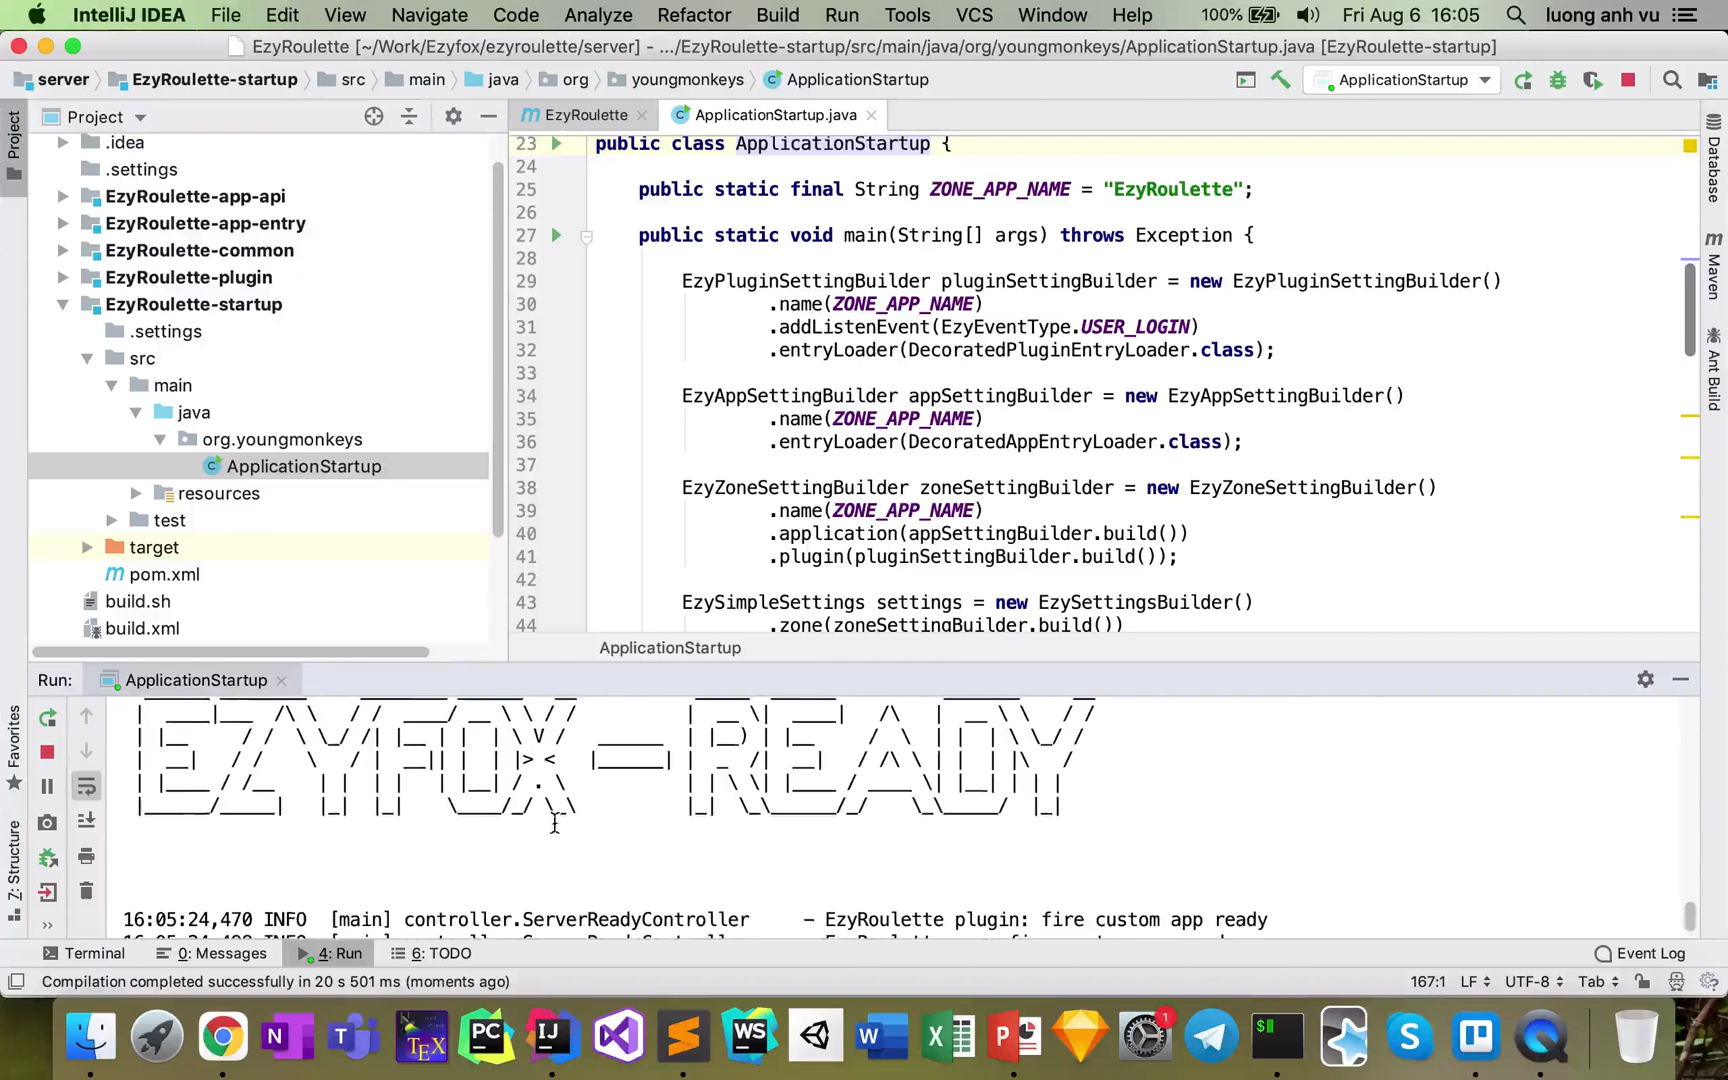 IntelliJ IDEA File Edit View Navigate Code Analyze Refactor Build Run Tools VCS Window Help 100% Fri Aug 6 16:05 luong anh vu
EzyRoulette [~/Work/Ezyfox/ezyroulette/server] - .../EzyRoulette-startup/src/main/java/org/youngmonkeys/ApplicationStartup.java [EzyRoulette-startup]
server EzyRoulette-startup src main java org youngmonkeys ApplicationStartup ApplicationStartup
Project
EzyRoulette ApplicationStartup.java
.idea
.settings
EzyRoulette-app-api
EzyRoulette-app-entry
EzyRoulette-common
EzyRoulette-plugin
EzyRoulette-startup
.settings
src
main
java
org.youngmonkeys
ApplicationStartup
resources
test
target
pom.xml
build.sh
build.xml
23 public class ApplicationStartup {
24
25 public static final String ZONE_APP_NAME = "EzyRoulette";
26
27 public static void main(String[] args) throws Exception {
28
29 EzyPluginSettingBuilder pluginSettingBuilder = new EzyPluginSettingBuilder()
30 .name(ZONE_APP_NAME)
31 .addListenEvent(EzyEventType.USER_LOGIN)
32 .entryLoader(DecoratedPluginEntryLoader.class);
33
34 EzyAppSettingBuilder appSettingBuilder = new EzyAppSettingBuilder()
35 .name(ZONE_APP_NAME)
36 .entryLoader(DecoratedAppEntryLoader.class);
37
38 EzyZoneSettingBuilder zoneSettingBuilder = new EzyZoneSettingBuilder()
39 .name(ZONE_APP_NAME)
40 .application(appSettingBuilder.build())
41 .plugin(pluginSettingBuilder.build());
42
43 EzySimpleSettings settings = new EzySettingsBuilder()
44 .zone(zoneSettingBuilder.build())
ApplicationStartup
Project
Favorites
Z: Structure
Database
Maven
Ant Build
Run: ApplicationStartup
EZYFOX - READY
16:05:24,470 INFO [main] controller.ServerReadyController - EzyRoulette plugin: fire custom app ready
Terminal 0: Messages 4: Run 6: TODO Event Log
Compilation completed successfully in 20 s 501 ms (moments ago) 167:1 LF UTF-8 Tab
N T TEX PC IJ WS W X P 1 $ S